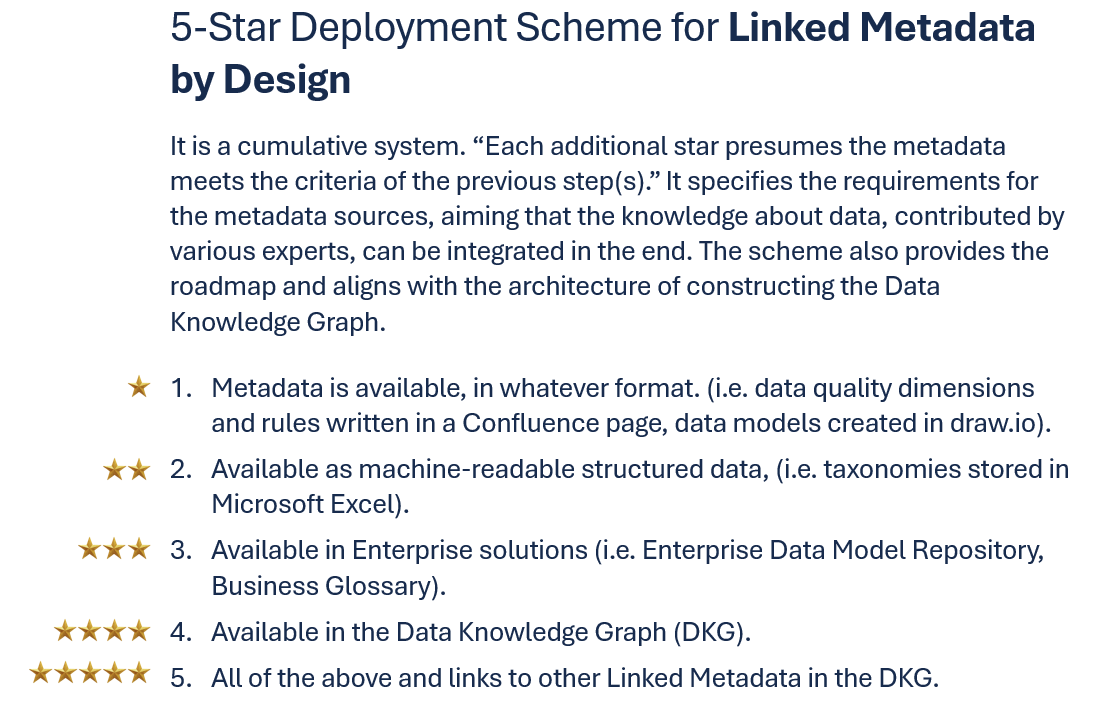 5-Star Deployment Scheme for Linked Metadata
by Design
It is a cumulative system. “Each additional star presumes the metadata
meets the criteria of the previous step(s).” It specifies the requirements for
the metadata sources, aiming that the knowledge about data, contributed by
various experts, can be integrated in the end. The scheme also provides the
roadmap and aligns with the architecture of constructing the Data
Knowledge Graph.
1. Metadata is available, in whatever format. (i.e. data quality dimensions
and rules written in a Confluence page, data models created in draw.io).
2. Available as machine-readable structured data, (i.e. taxonomies stored in
Microsoft Excel).
3. Available in Enterprise solutions (i.e. Enterprise Data Model Repository,
Business Glossary).
4. Available in the Data Knowledge Graph (DKG).
5. All of the above and links to other Linked Metadata in the DKG.